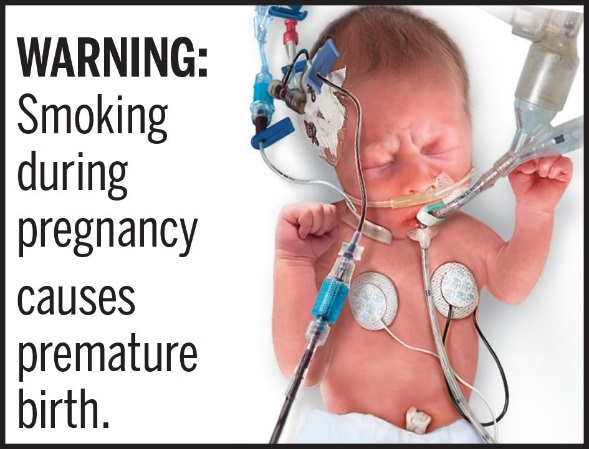 WARNING:
Smoking
during
pregnancy
causes
premature
birth.